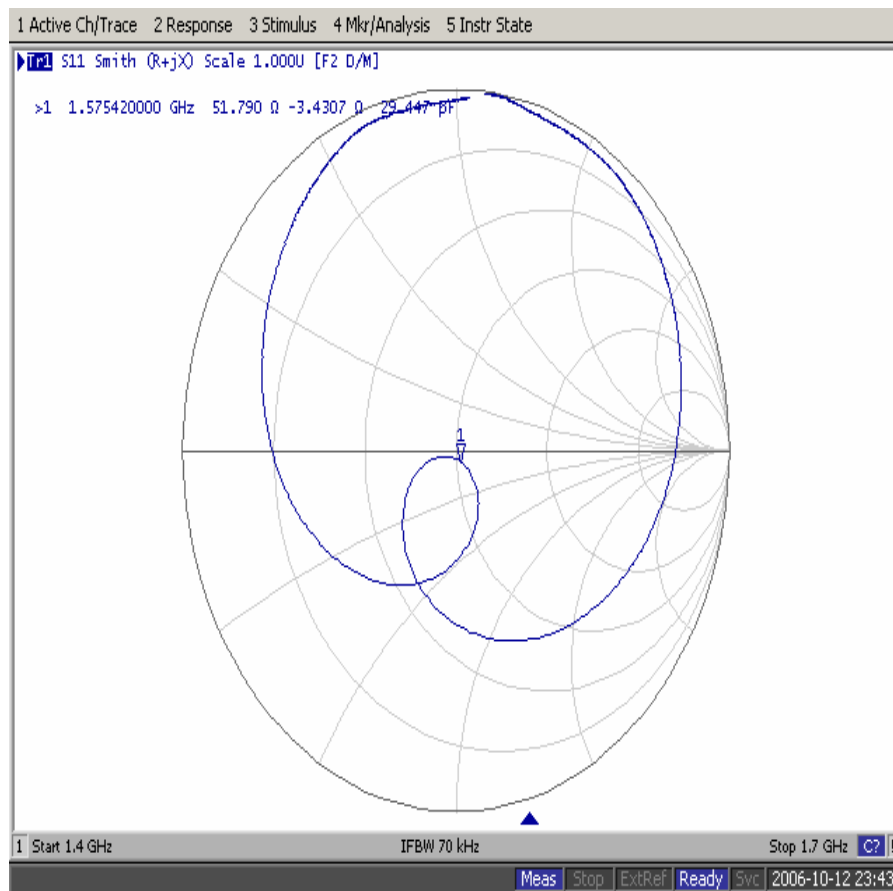 1 Active Ch/Trace 2 Response 3 Stimulus 4 Mkr/Analysis 5 Instr State
Tr1 S11 Smith (R+jX) Scale 1.000U [F2 D/M]
>1 1.575420000 GHz 51.790 Ω -3.4307 Ω 29.447 pF
1
1 Start 1.4 GHz IFBW 70 kHz Stop 1.7 GHz C?
Meas Stop ExtRef Ready Svc 2006-10-12 23:43